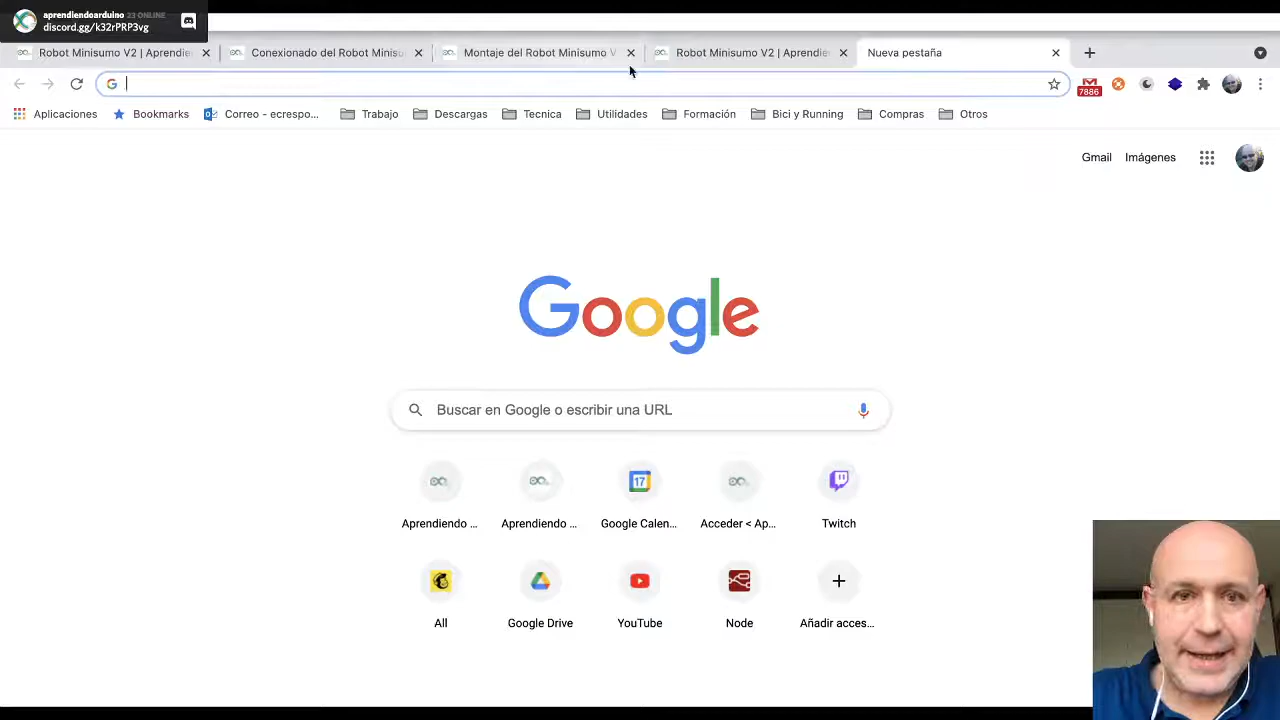 aprendiendoarduino 23 ONLINE
discord.gg/k32rPRP3vg
Robot Minisumo V2 | Aprendie
Conexionado del Robot Minisu
Montaje del Robot Minisumo V
Robot Minisumo V2 | Aprendie
Nueva pestaña
G
7886
Aplicaciones
Bookmarks
Correo - ecrespo...
Trabajo
Descargas
Tecnica
Utilidades
Formación
Bici y Running
Compras
Otros
Gmail
Imágenes
Google
Buscar en Google o escribir una URL
17
Aprendiendo ...
Aprendiendo ...
Google Calen...
Acceder < Ap...
Twitch
All
Google Drive
YouTube
Node
Añadir acces...